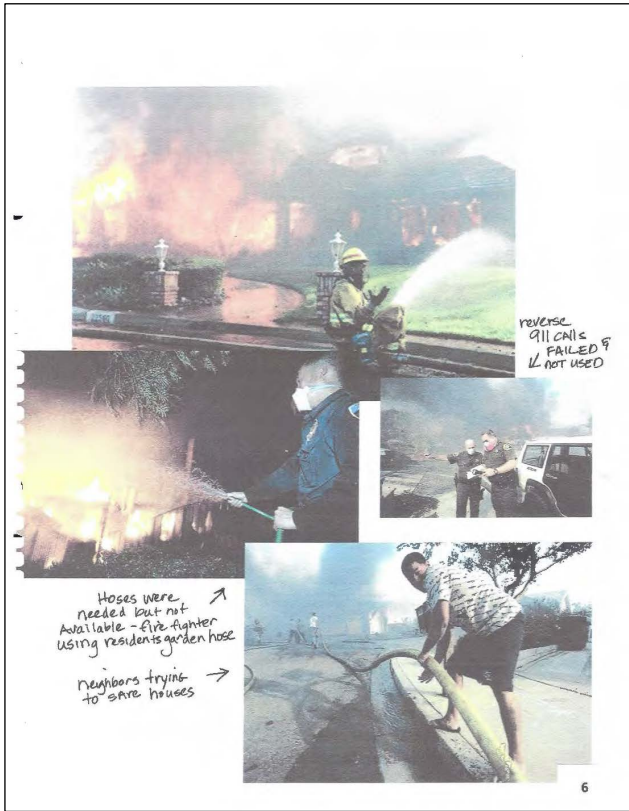 reverse
911 CALLS
FAILED &
NOT USED
Hoses were
needed but not
Available - fire fighter
using residents garden hose
neighbors trying
to save houses
6